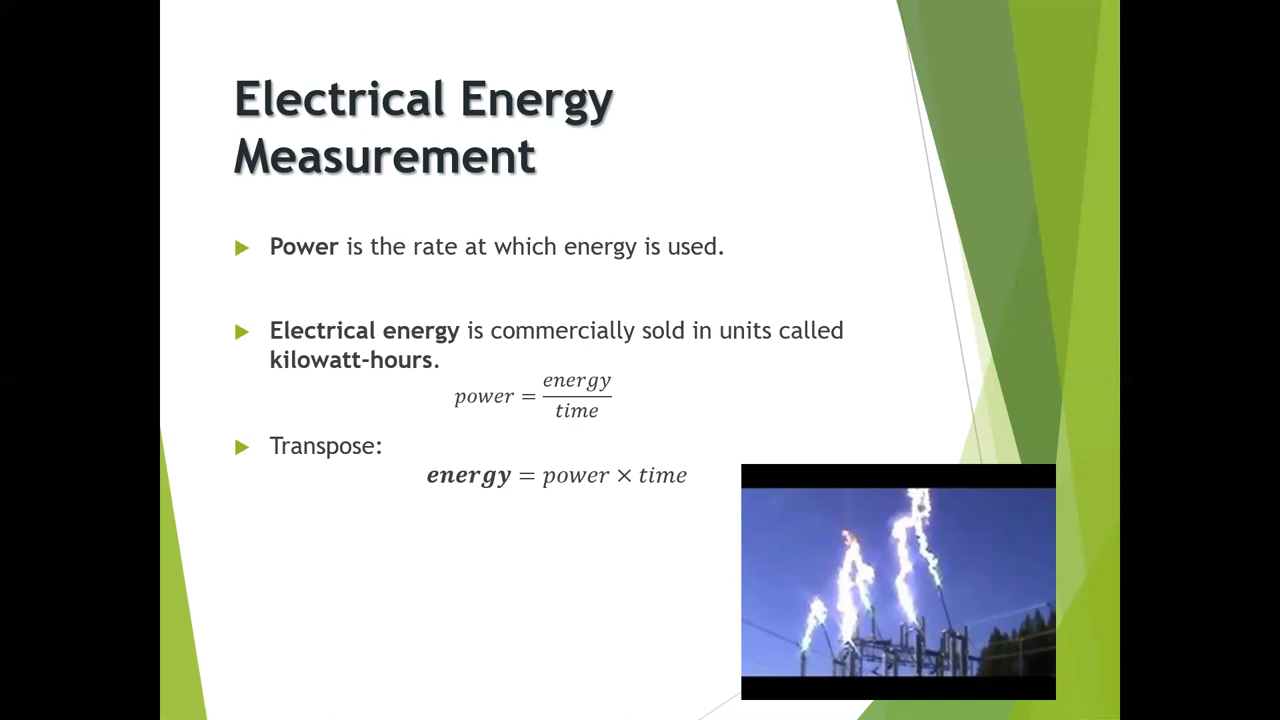 Electrical Energy
Measurement
Power is the rate at which energy is used.
Electrical energy is commercially sold in units called
kilowatt-hours.
power = energy / time
Transpose:
energy = power × time